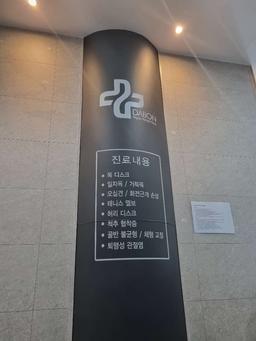 DABON
진료내용
• 목 디스크
• 일자목 / 거북목
• 오십견 / 회전근개 손상
• 테니스 엘보
• 허리 디스크
• 척추 협착증
• 골반 불균형 / 체형 교정
• 퇴행성 관절염